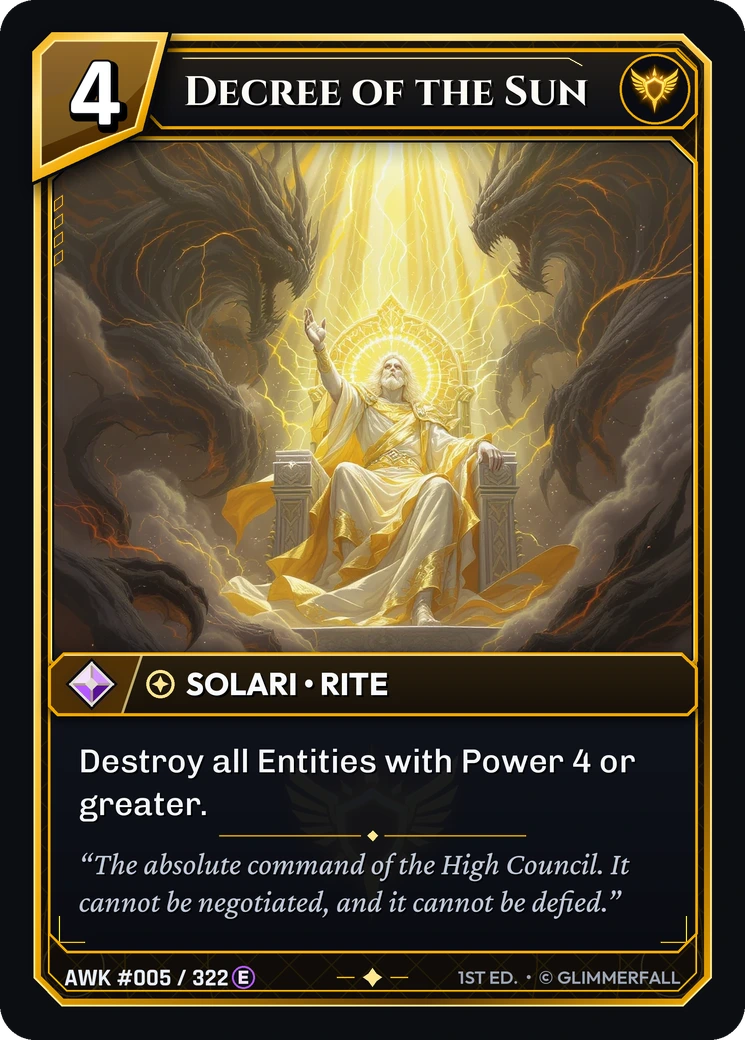 4
DECREE OF THE SUN
SOLARI • RITE
Destroy all Entities with Power 4 or
greater.
“The absolute command of the High Council. It
cannot be negotiated, and it cannot be defied.”
AWK #005 / 322 E
1ST ED. • © GLIMMERFALL